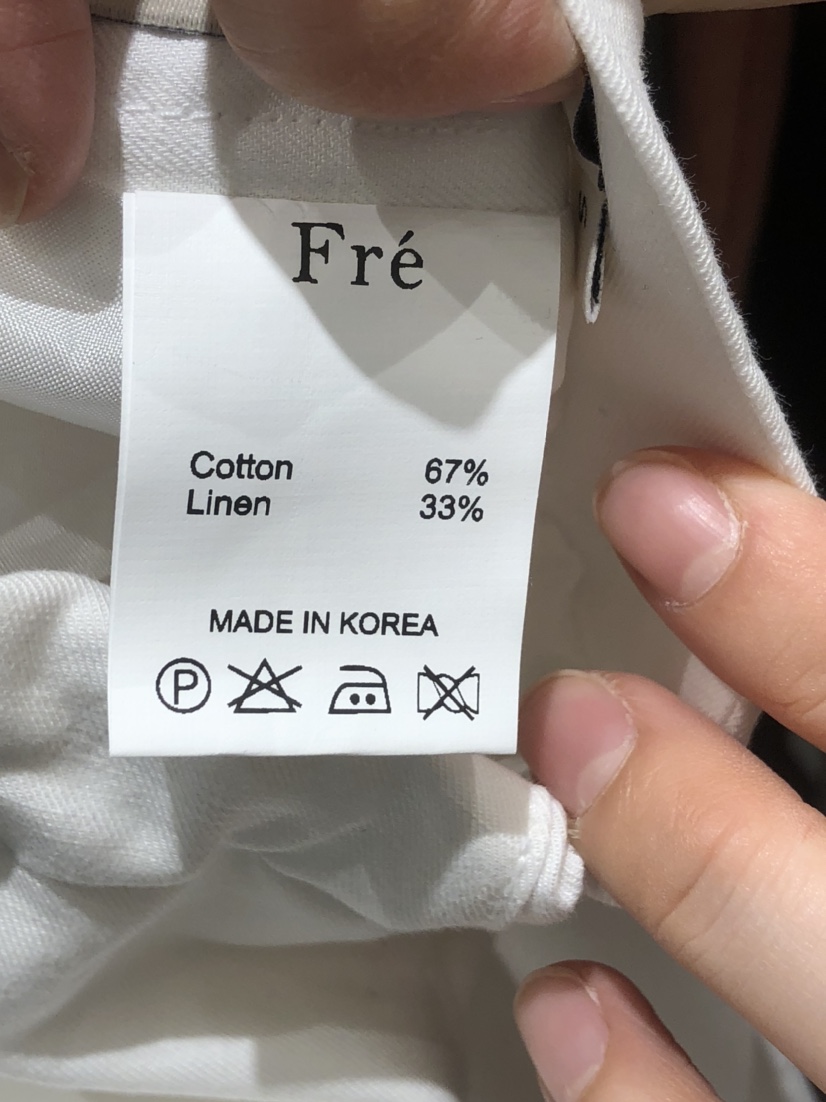 Fré
Cotton 67%
Linen 33%
MADE IN KOREA
P